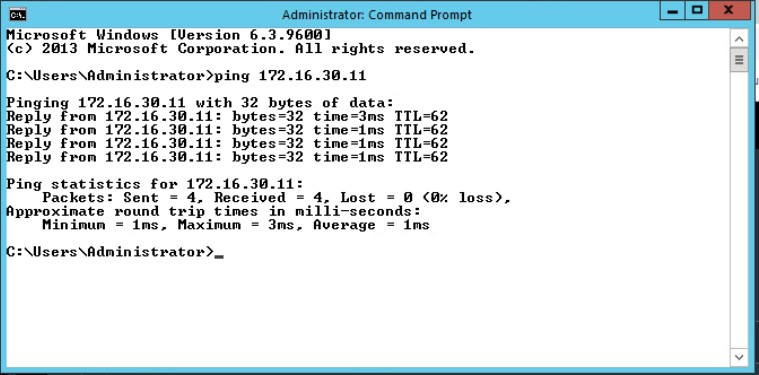 Administrator: Command Prompt
Microsoft Windows [Version 6.3.9600]
(c) 2013 Microsoft Corporation. All rights reserved.
C:\Users\Administrator>ping 172.16.30.11
Pinging 172.16.30.11 with 32 bytes of data:
Reply from 172.16.30.11: bytes=32 time=3ms TTL=62
Reply from 172.16.30.11: bytes=32 time=1ms TTL=62
Reply from 172.16.30.11: bytes=32 time=1ms TTL=62
Reply from 172.16.30.11: bytes=32 time=1ms TTL=62
Ping statistics for 172.16.30.11:
Packets: Sent = 4, Received = 4, Lost = 0 (0% loss),
Approximate round trip times in milli-seconds:
Minimum = 1ms, Maximum = 3ms, Average = 1ms
C:\Users\Administrator>_